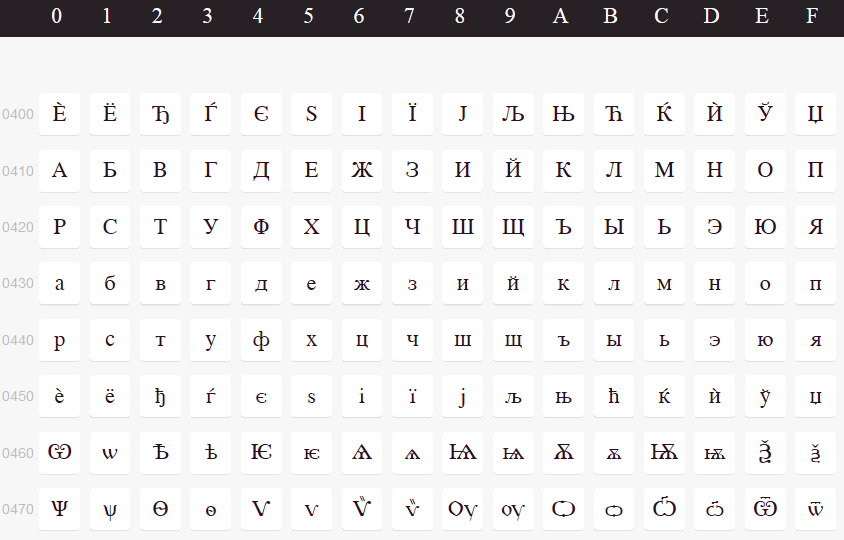 0 1 2 3 4 5 6 7 8 9 A B C D E F
0400 Ѐ Ё Ђ Ѓ Є Ѕ І Ї Ј Љ Њ Ћ Ќ Ѝ Ў Џ
0410 А Б В Г Д Е Ж З И Й К Л М Н О П
0420 Р С Т У Ф Х Ц Ч Ш Щ Ъ Ы Ь Э Ю Я
0430 а б в г д е ж з и й к л м н о п
0440 р с т у ф х ц ч ш щ ъ ы ь э ю я
0450 ѐ ё ђ ѓ є ѕ і ї ј љ њ ћ ќ ѝ ў џ
0460 Ѡ ѡ Ѣ ѣ Ѥ ѥ Ѧ ѧ Ѩ ѩ Ѫ ѫ Ѭ ѭ Ѯ ѯ
0470 Ѱ ѱ Ѳ ѳ Ѵ ѵ Ѷ ѷ Ѹ ѹ Ѻ ѻ Ѽ ѽ Ѿ ѿ